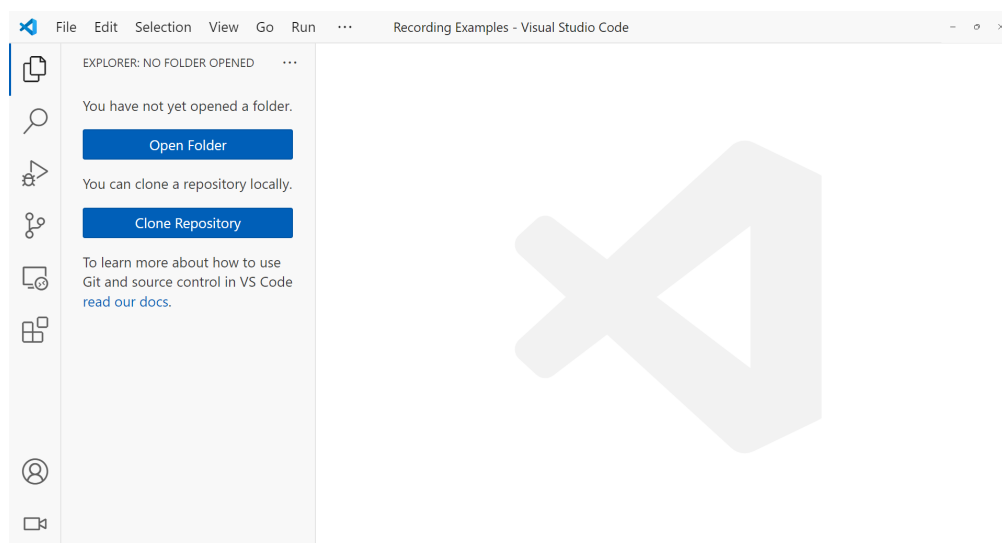 File Edit Selection View Go Run ··· Recording Examples - Visual Studio Code
EXPLORER: NO FOLDER OPENED ···
You have not yet opened a folder.
Open Folder
You can clone a repository locally.
Clone Repository
To learn more about how to use
Git and source control in VS Code
read our docs.